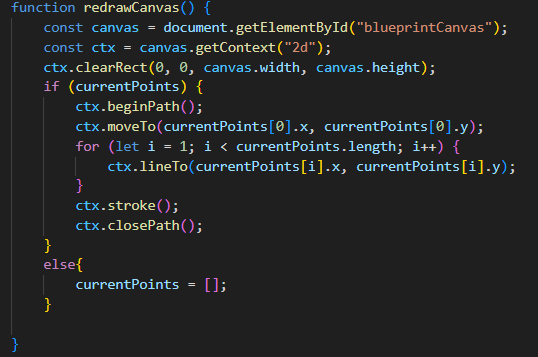 function redrawCanvas() {
    const canvas = document.getElementById("blueprintCanvas");
    const ctx = canvas.getContext("2d");
    ctx.clearRect(0, 0, canvas.width, canvas.height);
    if (currentPoints) {
        ctx.beginPath();
        ctx.moveTo(currentPoints[0].x, currentPoints[0].y);
        for (let i = 1; i < currentPoints.length; i++) {
            ctx.lineTo(currentPoints[i].x, currentPoints[i].y);
        }
        ctx.stroke();
        ctx.closePath();
    }
    else{
        currentPoints = [];
    }

}